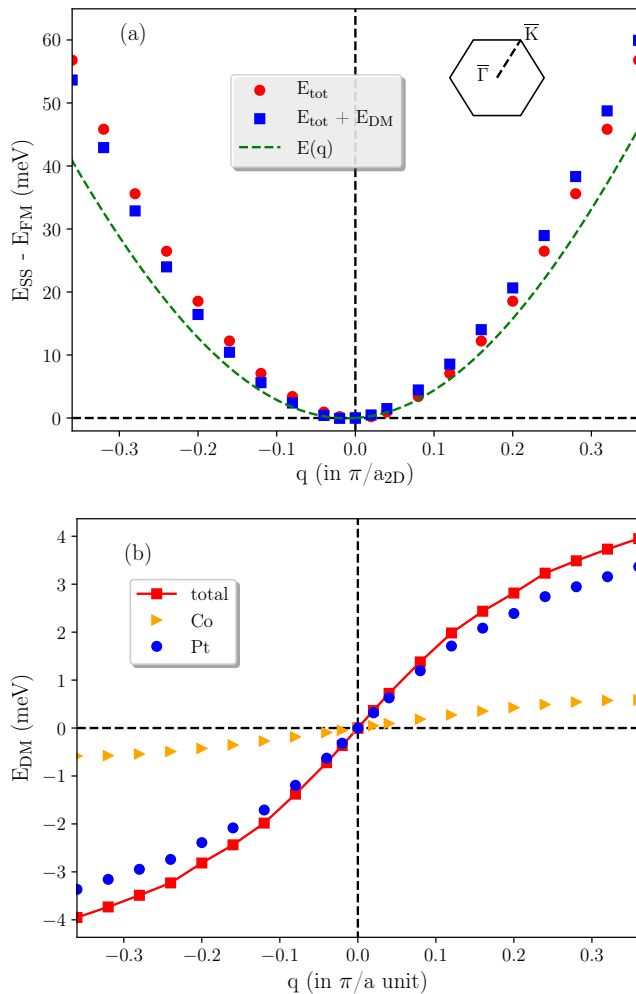 (a)
K̅
Γ̅
E_tot
E_tot + E_DM
E(q)
60
50
40
30
20
10
0
E_SS - E_FM (meV)
−0.3 −0.2 −0.1 0.0 0.1 0.2 0.3
q (in π/a_2D)
(b)
total
Co
Pt
4
3
2
1
0
−1
−2
−3
−4
E_DM (meV)
−0.3 −0.2 −0.1 0.0 0.1 0.2 0.3
q (in π/a unit)